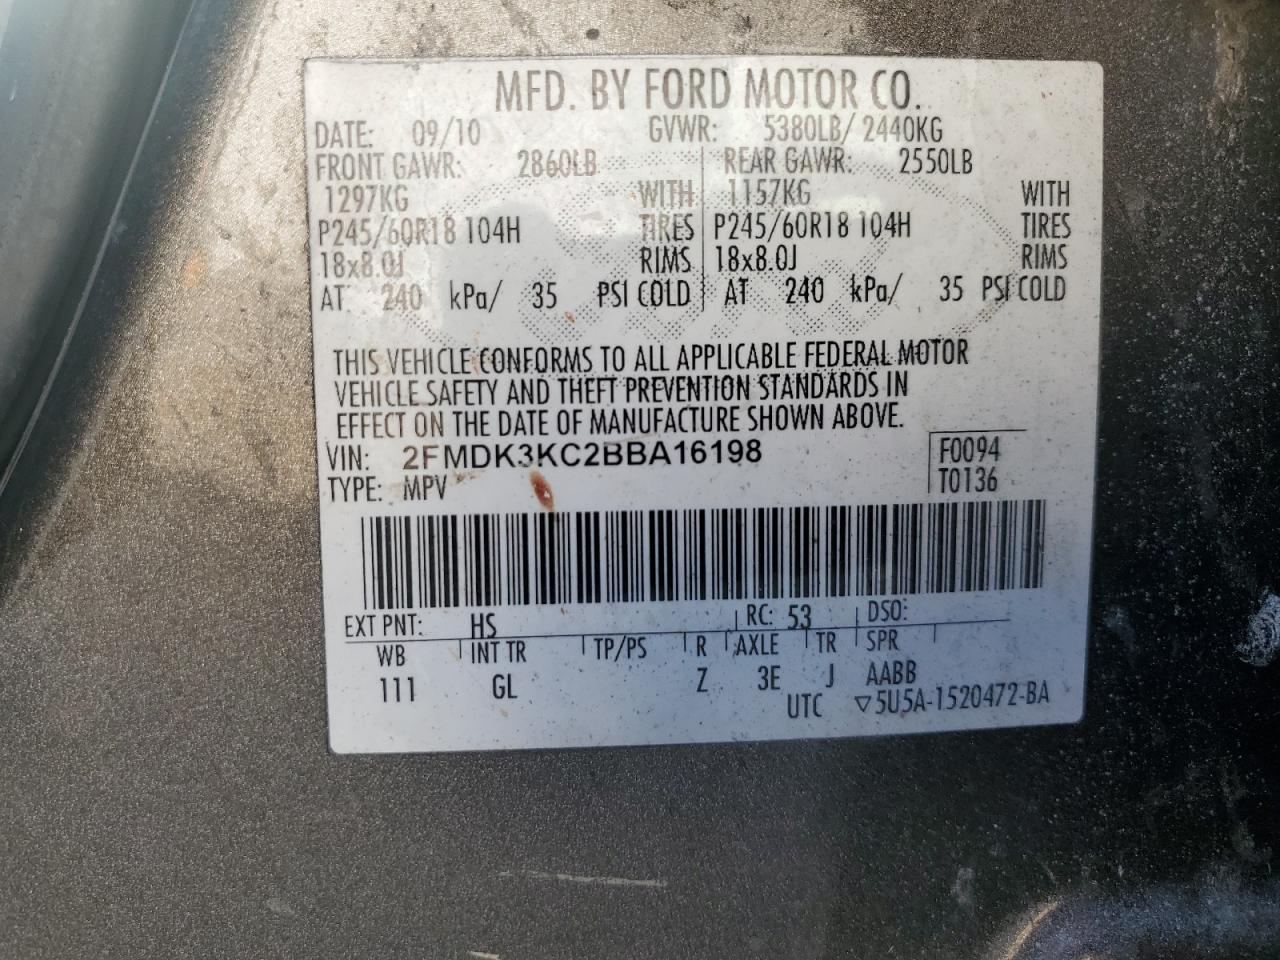 MFD. BY FORD MOTOR CO.
DATE: 09/10 GVWR: 5380LB/ 2440KG
FRONT GAWR: 2860LB REAR GAWR: 2550LB
1297KG WITH 1157KG WITH
P245/60R18 104H TIRES P245/60R18 104H TIRES
18x8.0J RIMS 18x8.0J RIMS
AT 240 kPa/ 35 PSI COLD AT 240 kPa/ 35 PSI COLD
THIS VEHICLE CONFORMS TO ALL APPLICABLE FEDERAL MOTOR
VEHICLE SAFETY AND THEFT PREVENTION STANDARDS IN
EFFECT ON THE DATE OF MANUFACTURE SHOWN ABOVE.
VIN: 2FMDK3KC2BBA16198 F0094
TYPE: MPV T0136
EXT PNT: HS RC: 53 DSO:
WB INT TR TP/PS R AXLE TR SPR
111 GL Z 3E J AABB
UTC ▽5U5A-1520472-BA